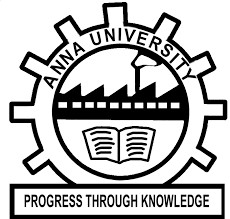 ANNA UNIVERSITY
PROGRESS THROUGH KNOWLEDGE